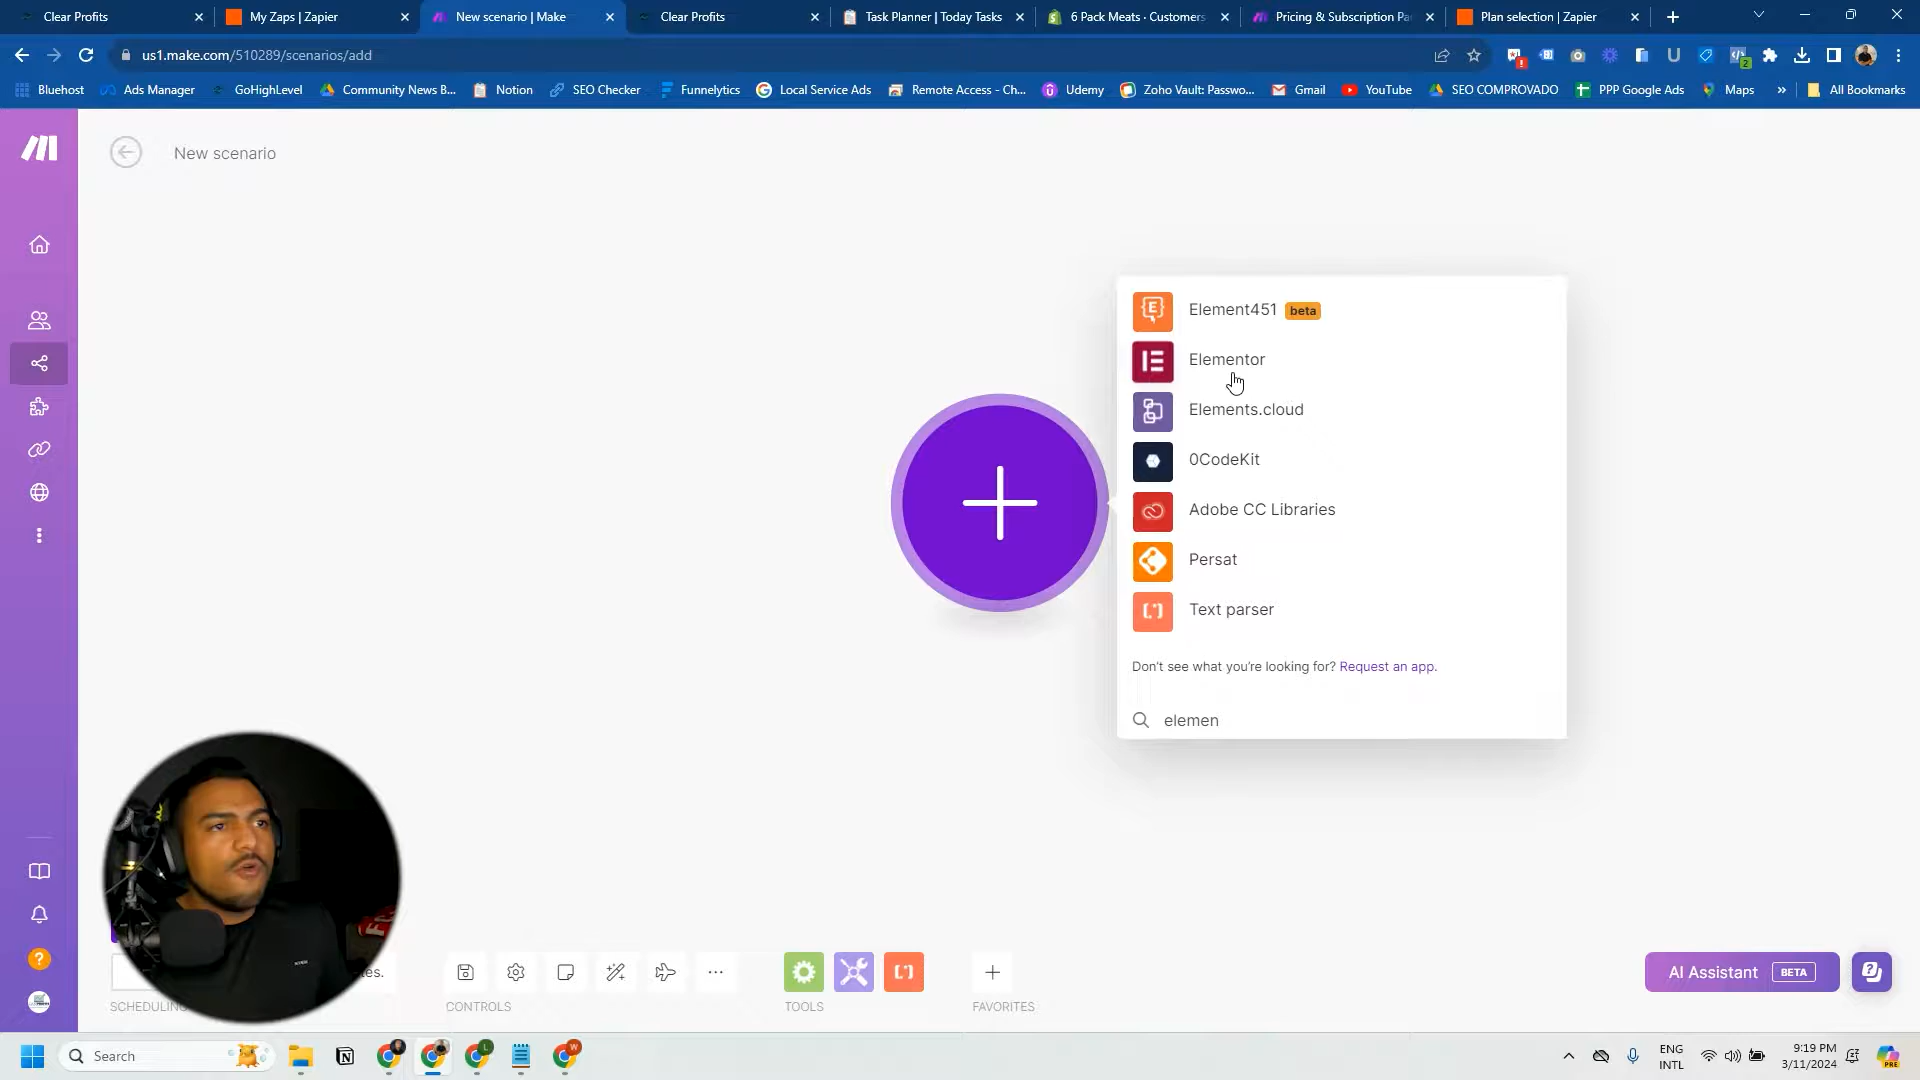 Clear Profits
My Zaps | Zapier
New scenario | Make
Clear Profits
Task Planner | Today Tasks
6 Pack Meats · Customers
Pricing & Subscription Pa
Plan selection | Zapier
us1.make.com/510289/scenarios/add
Bluehost
Ads Manager
GoHighLevel
Community News B...
Notion
SEO Checker
Funnelytics
Local Service Ads
Remote Access - Ch...
Udemy
Zoho Vault: Passwo...
Gmail
YouTube
SEO COMPROVADO
PPP Google Ads
Maps
»
All Bookmarks
New scenario
Element451 beta
Elementor
Elements.cloud
0CodeKit
Adobe CC Libraries
Persat
Text parser
Don't see what you're looking for? Request an app.
elemen
SCHEDULING
CONTROLS
TOOLS
FAVORITES
AI Assistant BETA
Search
ENG
INTL
9:19 PM
3/11/2024